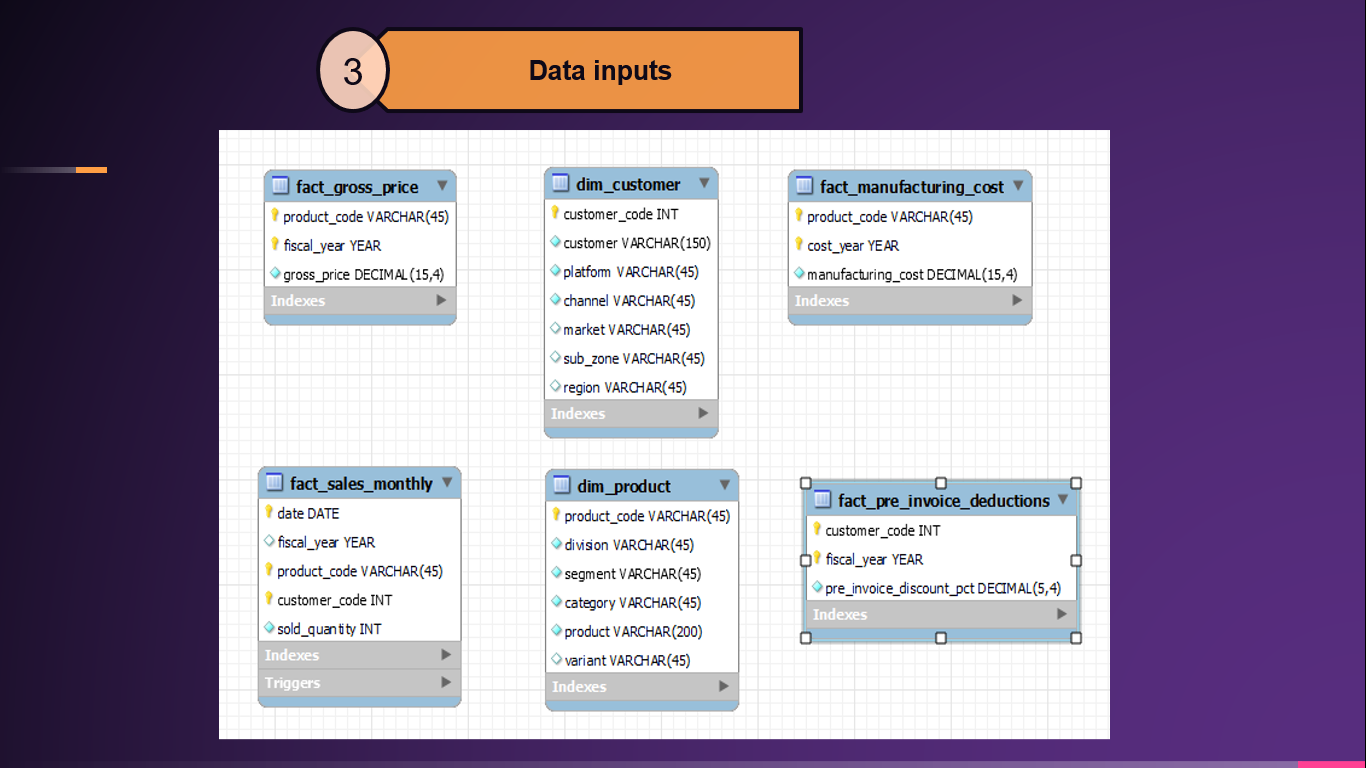 3
Data inputs
fact_gross_price
product_code VARCHAR(45)
fiscal_year YEAR
gross_price DECIMAL(15,4)
Indexes
dim_customer
customer_code INT
customer VARCHAR(150)
platform VARCHAR(45)
channel VARCHAR(45)
market VARCHAR(45)
sub_zone VARCHAR(45)
region VARCHAR(45)
Indexes
fact_manufacturing_cost
product_code VARCHAR(45)
cost_year YEAR
manufacturing_cost DECIMAL(15,4)
Indexes
fact_sales_monthly
date DATE
fiscal_year YEAR
product_code VARCHAR(45)
customer_code INT
sold_quantity INT
Indexes
Triggers
dim_product
product_code VARCHAR(45)
division VARCHAR(45)
segment VARCHAR(45)
category VARCHAR(45)
product VARCHAR(200)
variant VARCHAR(45)
Indexes
fact_pre_invoice_deductions
customer_code INT
fiscal_year YEAR
pre_invoice_discount_pct DECIMAL(5,4)
Indexes